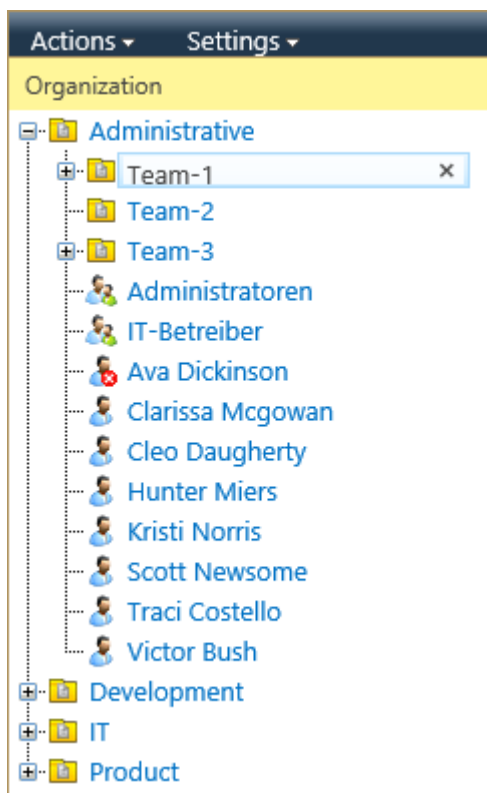 Actions Settings
Organization
Administrative
Team-1
Team-2
Team-3
Administratoren
IT-Betreiber
Ava Dickinson
Clarissa Mcgowan
Cleo Daugherty
Hunter Miers
Kristi Norris
Scott Newsome
Traci Costello
Victor Bush
Development
IT
Product